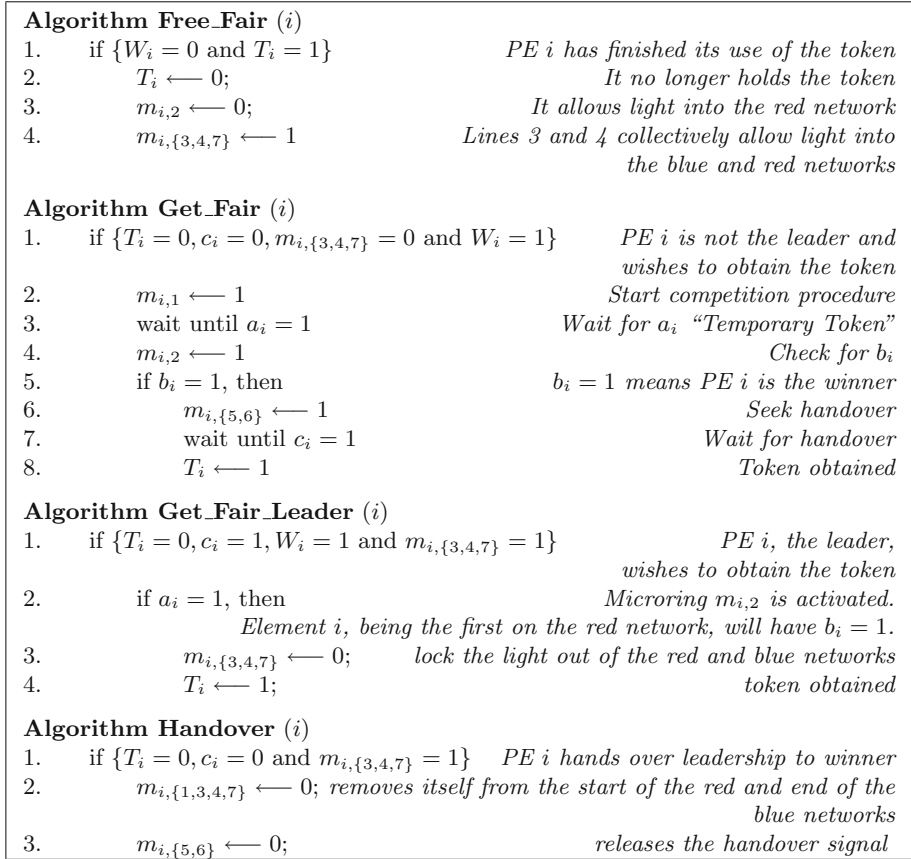 Algorithm Free_Fair (i)
1. if {W_i = 0 and T_i = 1} PE i has finished its use of the token
2. T_i ⟵ 0; It no longer holds the token
3. m_{i,2} ⟵ 0; It allows light into the red network
4. m_{i,{3,4,7}} ⟵ 1 Lines 3 and 4 collectively allow light into
the blue and red networks
Algorithm Get_Fair (i)
1. if {T_i = 0, c_i = 0, m_{i,{3,4,7}} = 0 and W_i = 1} PE i is not the leader and
wishes to obtain the token
2. m_{i,1} ⟵ 1 Start competition procedure
3. wait until a_i = 1 Wait for a_i “Temporary Token”
4. m_{i,2} ⟵ 1 Check for b_i
5. if b_i = 1, then b_i = 1 means PE i is the winner
6. m_{i,{5,6}} ⟵ 1 Seek handover
7. wait until c_i = 1 Wait for handover
8. T_i ⟵ 1 Token obtained
Algorithm Get_Fair_Leader (i)
1. if {T_i = 0, c_i = 1, W_i = 1 and m_{i,{3,4,7}} = 1} PE i, the leader,
wishes to obtain the token
2. if a_i = 1, then Microring m_{i,2} is activated.
Element i, being the first on the red network, will have b_i = 1.
3. m_{i,{3,4,7}} ⟵ 0; lock the light out of the red and blue networks
4. T_i ⟵ 1; token obtained
Algorithm Handover (i)
1. if {T_i = 0, c_i = 0 and m_{i,{3,4,7}} = 1} PE i hands over leadership to winner
2. m_{i,{1,3,4,7}} ⟵ 0; removes itself from the start of the red and end of the
blue networks
3. m_{i,{5,6}} ⟵ 0; releases the handover signal